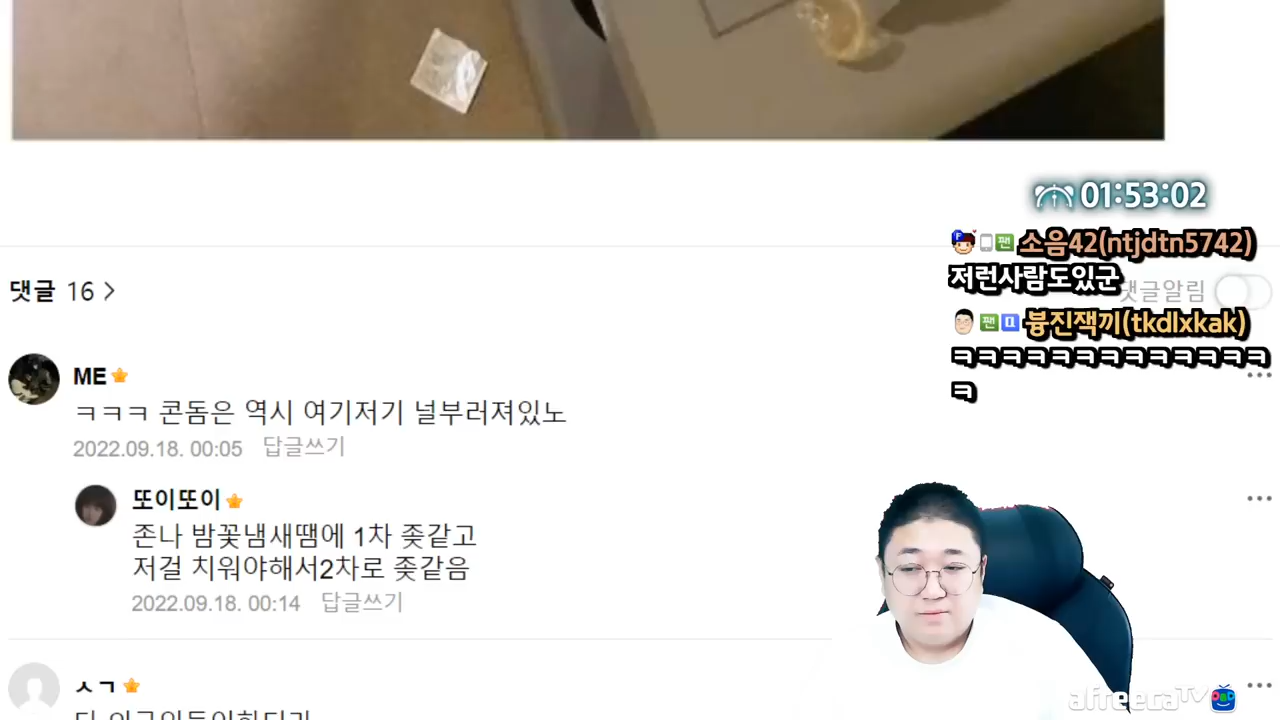 01:53:02
소음42(ntjdtn5742)
저런사람도있군
붕진잭끼(tkdlxkak)
ㅋㅋㅋㅋㅋㅋㅋㅋㅋㅋㅋㅋㅋ
ㅋ
댓글 16 >
댓글알림
ME
ㅋㅋㅋ 콘돔은 역시 여기저기 널부러져있노
2022.09.18. 00:05 답글쓰기
또이또이
존나 밤꽃냄새땜에 1차 좆같고
저걸 치워야해서2차로 좆같음
2022.09.18. 00:14 답글쓰기
ㅅㄱ
afreecaTV